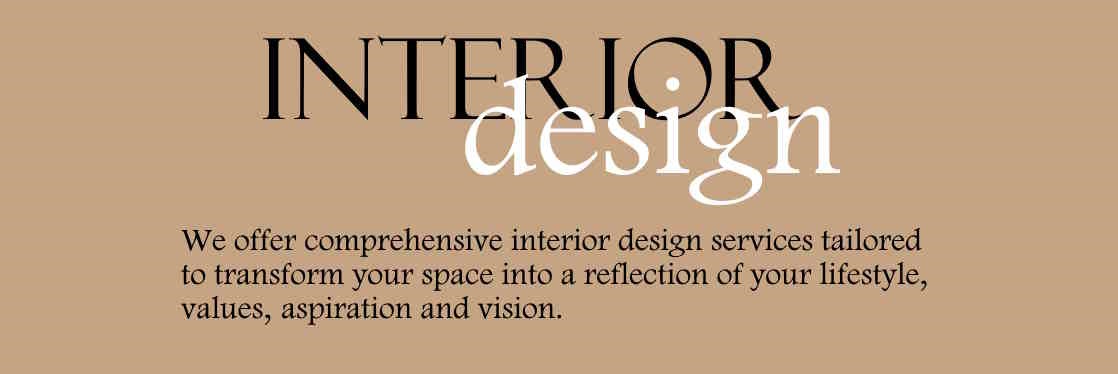 INTERIOR
design
We offer comprehensive interior design services tailored
to transform your space into a reflection of your lifestyle,
values, aspiration and vision.